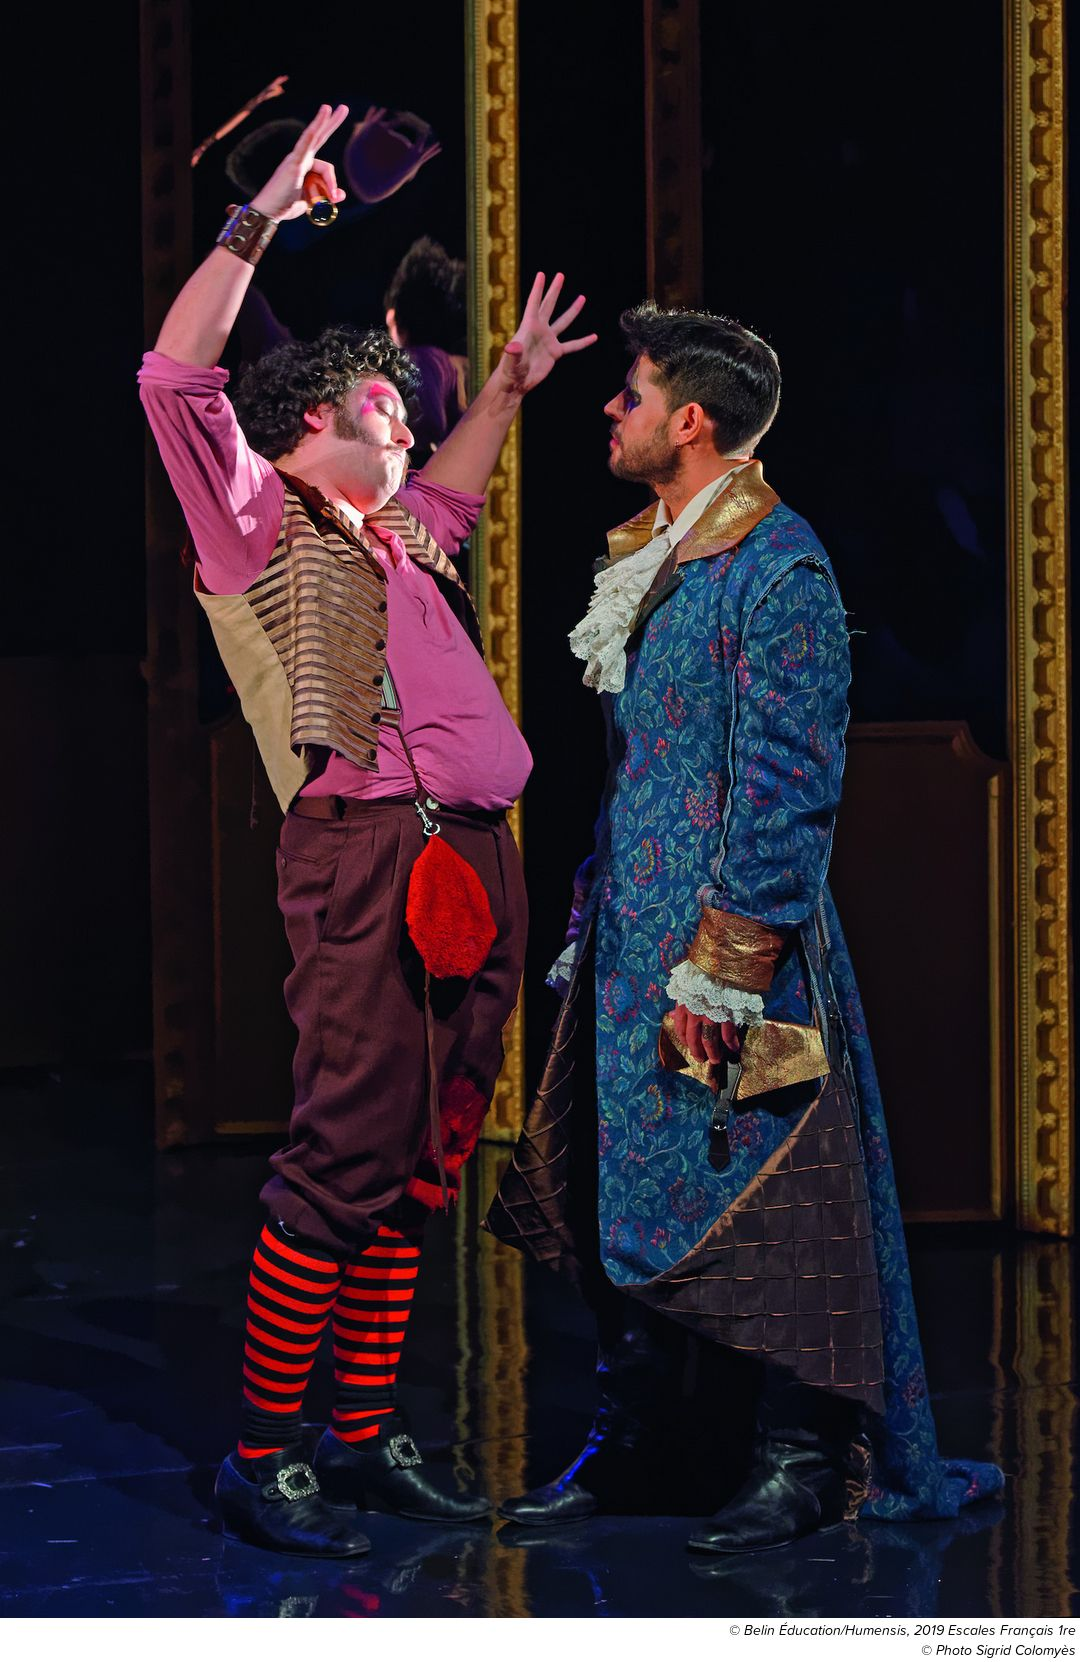 © Belin Éducation/Humensis, 2019 Escales Français 1re
© Photo Sigrid Colomyès